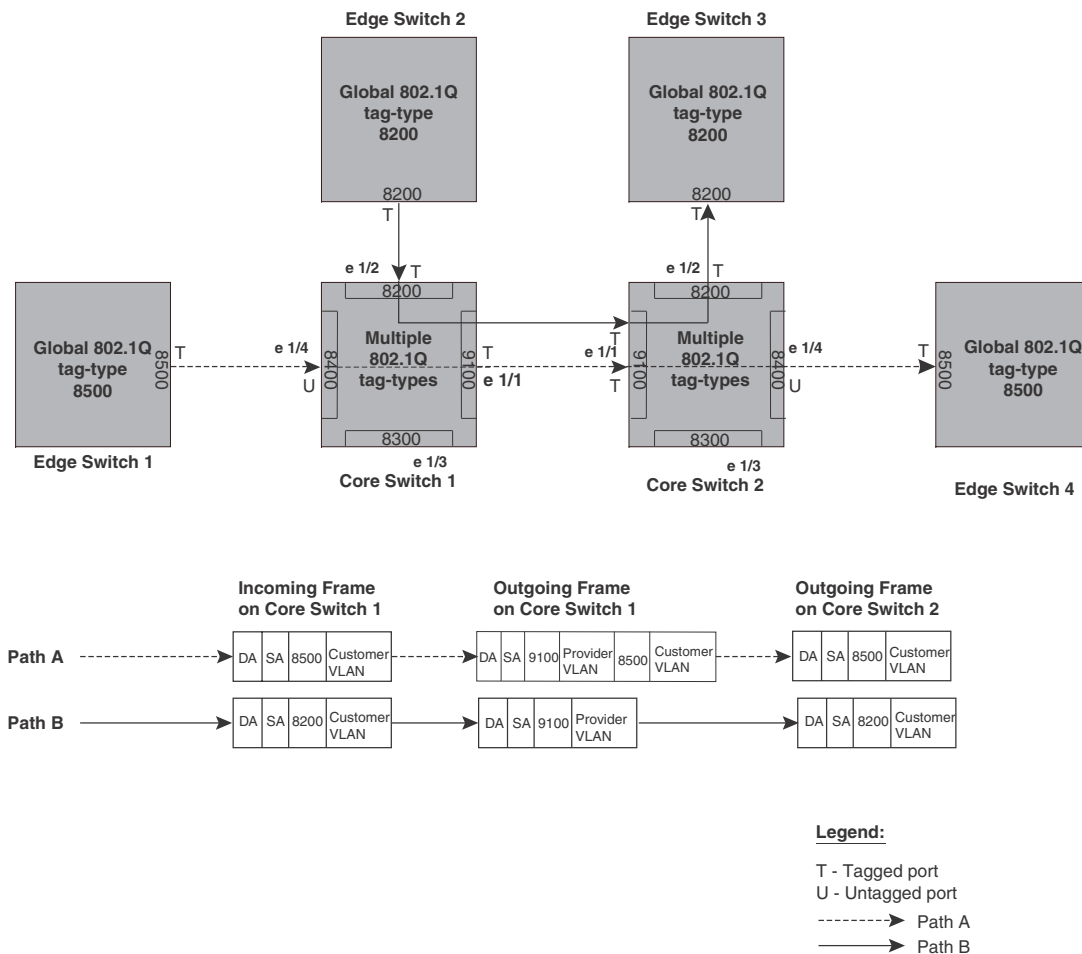 Edge Switch 2
Edge Switch 3
Global 802.1Q
tag-type
8200
8200
T
Global 802.1Q
tag-type
8200
8200
T
e 1/2
T
e 1/2
T
Global 802.1Q
tag-type
8500
8500
T
e 1/4
U
8200
8400
Multiple
802.1Q
tag-types
9100
8300
T
e 1/1
e 1/1
T
T
8200
9100
Multiple
802.1Q
tag-types
8400
8300
e 1/4
U
T
8500
Global 802.1Q
tag-type
8500
Edge Switch 1
e 1/3
Core Switch 1
e 1/3
Core Switch 2
Edge Switch 4
Incoming Frame
on Core Switch 1
Outgoing Frame
on Core Switch 1
Outgoing Frame
on Core Switch 2
Path A
DA
SA
8500
Customer
VLAN
DA
SA
9100
Provider
VLAN
8500
Customer
VLAN
DA
SA
8500
Customer
VLAN
Path B
DA
SA
8200
Customer
VLAN
DA
SA
9100
Provider
VLAN
DA
SA
8200
Customer
VLAN
Legend:
T - Tagged port
U - Untagged port
Path A
Path B